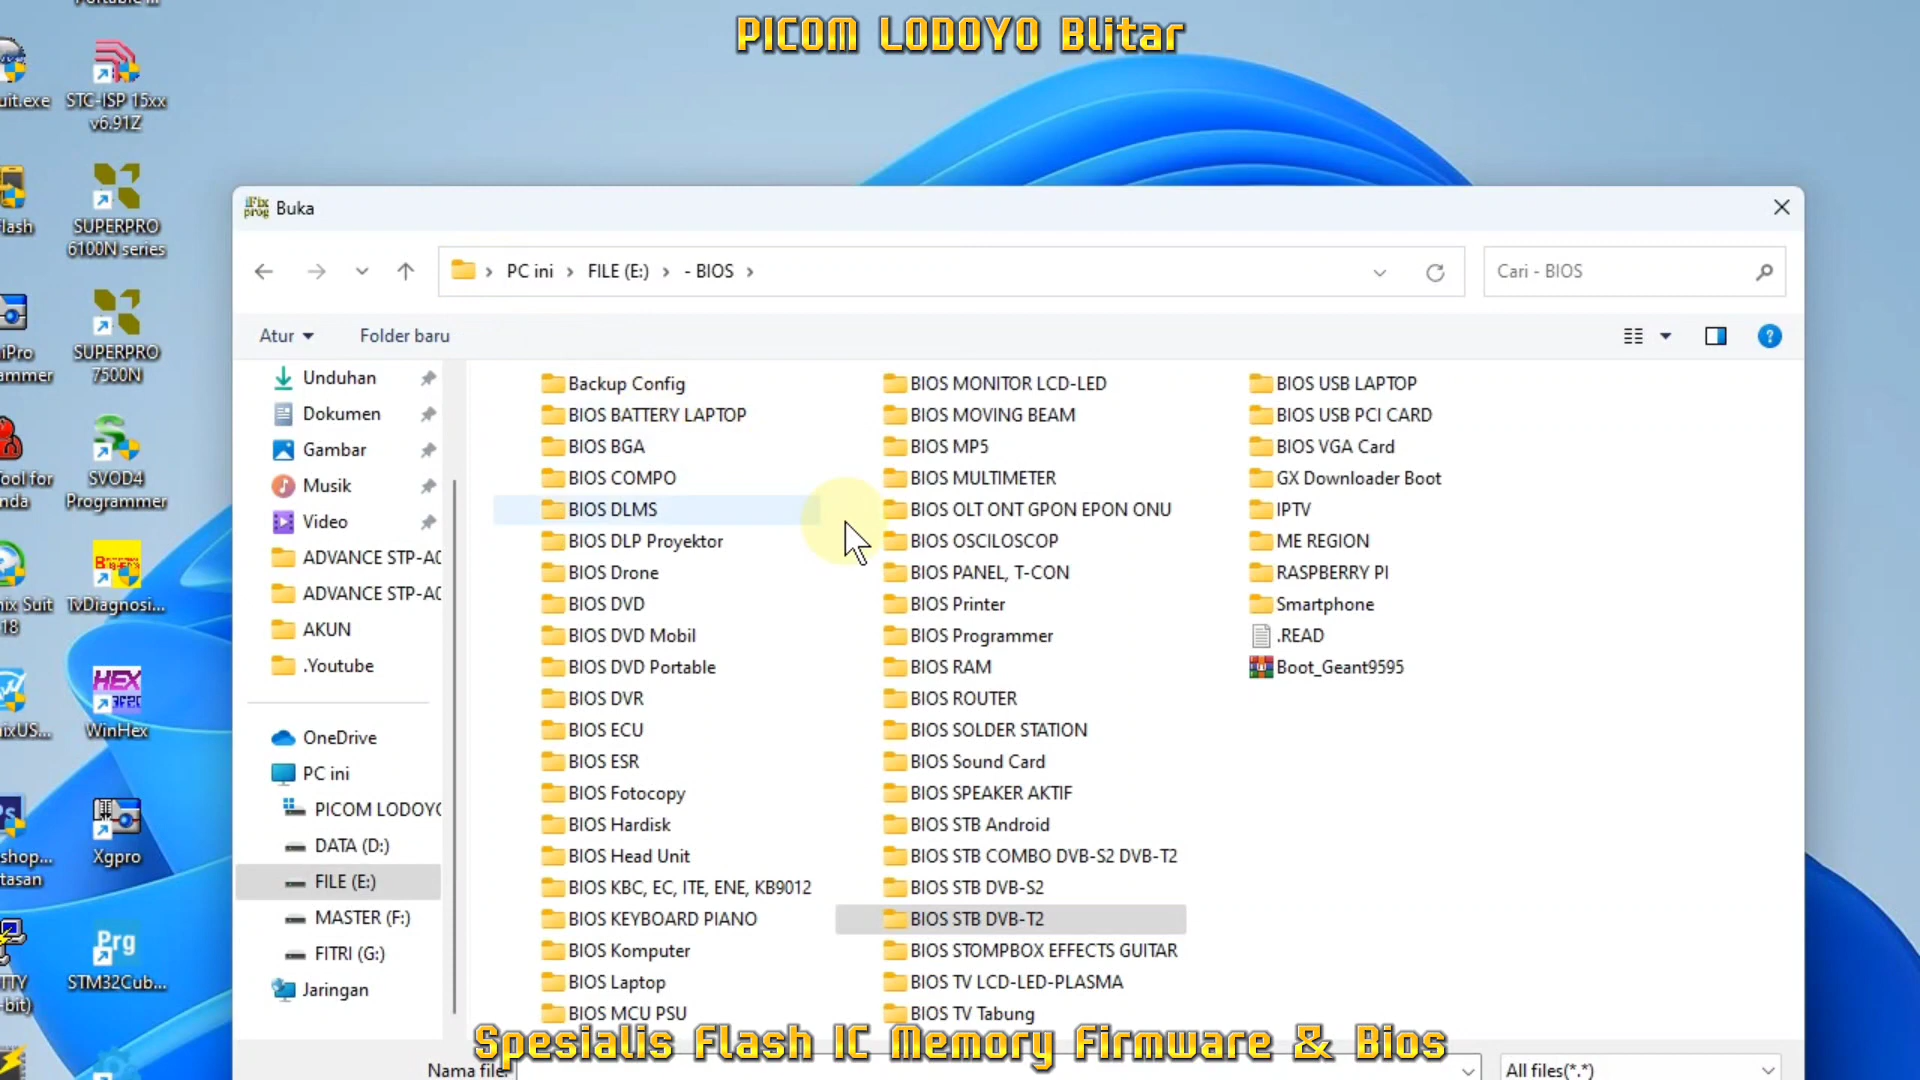 PICOM LODOYO Blitar
uit.exe
STC-ISP 15xx
v6.91Z
lash
SUPERPRO
6100N series
iPro
ammer
SUPERPRO
7500N
ool for
nda
SVOD4
Programmer
nix Suit
18
TvDiagnosi...
nixUS...
HEX
WinHex
shop...
tasan
Xgpro
TTY
-bit)
Prg
STM32Cub...
iFix
prog
Buka
PC ini
FILE (E:)
- BIOS
Cari - BIOS
Atur
Folder baru
Unduhan
Dokumen
Gambar
Musik
Video
ADVANCE STP-A0
ADVANCE STP-A0
AKUN
.Youtube
OneDrive
PC ini
PICOM LODOYO
DATA (D:)
FILE (E:)
MASTER (F:)
FITRI (G:)
Jaringan
Backup Config
BIOS BATTERY LAPTOP
BIOS BGA
BIOS COMPO
BIOS DLMS
BIOS DLP Proyektor
BIOS Drone
BIOS DVD
BIOS DVD Mobil
BIOS DVD Portable
BIOS DVR
BIOS ECU
BIOS ESR
BIOS Fotocopy
BIOS Hardisk
BIOS Head Unit
BIOS KBC, EC, ITE, ENE, KB9012
BIOS KEYBOARD PIANO
BIOS Komputer
BIOS Laptop
BIOS MCU PSU
BIOS MONITOR LCD-LED
BIOS MOVING BEAM
BIOS MP5
BIOS MULTIMETER
BIOS OLT ONT GPON EPON ONU
BIOS OSCILOSCOP
BIOS PANEL, T-CON
BIOS Printer
BIOS Programmer
BIOS RAM
BIOS ROUTER
BIOS SOLDER STATION
BIOS Sound Card
BIOS SPEAKER AKTIF
BIOS STB Android
BIOS STB COMBO DVB-S2 DVB-T2
BIOS STB DVB-S2
BIOS STB DVB-T2
BIOS STOMPBOX EFFECTS GUITAR
BIOS TV LCD-LED-PLASMA
BIOS TV Tabung
BIOS USB LAPTOP
BIOS USB PCI CARD
BIOS VGA Card
GX Downloader Boot
IPTV
ME REGION
RASPBERRY PI
Smartphone
.READ
Boot_Geant9595
Spesialis Flash IC Memory Firmware & Bios
Nama file:
All files(*.*)